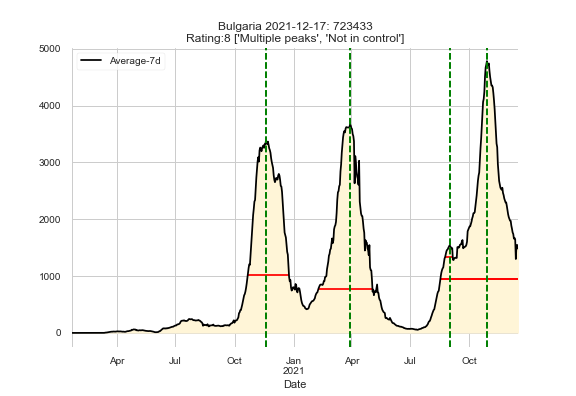 Bulgaria 2021-12-17: 723433
Rating:8 ['Multiple peaks', 'Not in control']
Average-7d
5000
4000
3000
2000
1000
0
Apr Jul Oct Jan Apr Jul Oct
2021
Date